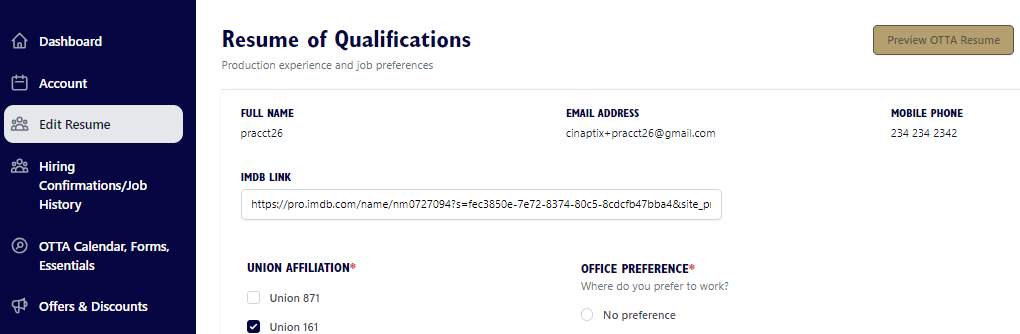 Dashboard
Account
Edit Resume
Hiring
Confirmations/Job
History
OTTA Calendar, Forms,
Essentials
Offers & Discounts
Resume of Qualifications
Production experience and job preferences
Preview OTTA Resume
FULL NAME
pracct26
EMAIL ADDRESS
cinaptix+pracct26@gmail.com
MOBILE PHONE
234 234 2342
IMDB LINK
https://pro.imdb.com/name/nm0727094?s=fec3850e-7e72-8374-80c5-8cdcfb47bba4&site_p
UNION AFFILIATION*
Union 871
Union 161
OFFICE PREFERENCE*
Where do you prefer to work?
No preference